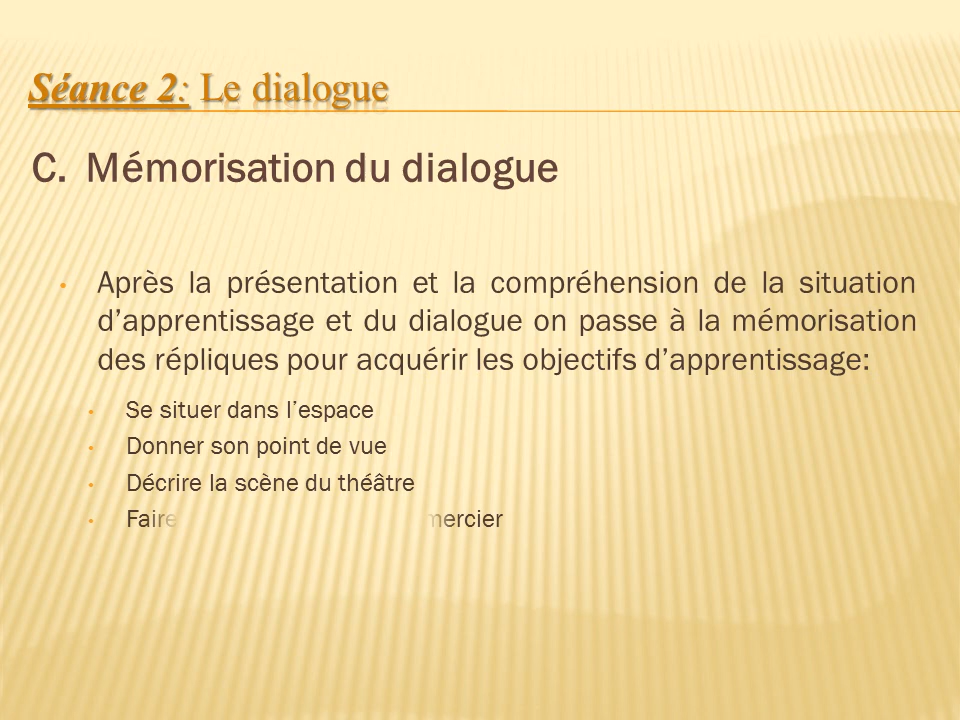 Séance 2: Le dialogue
C. Mémorisation du dialogue
• Après la présentation et la compréhension de la situation
d’apprentissage et du dialogue on passe à la mémorisation
des répliques pour acquérir les objectifs d’apprentissage:
• Se situer dans l’espace
• Donner son point de vue
• Décrire la scène du théâtre
• Faire